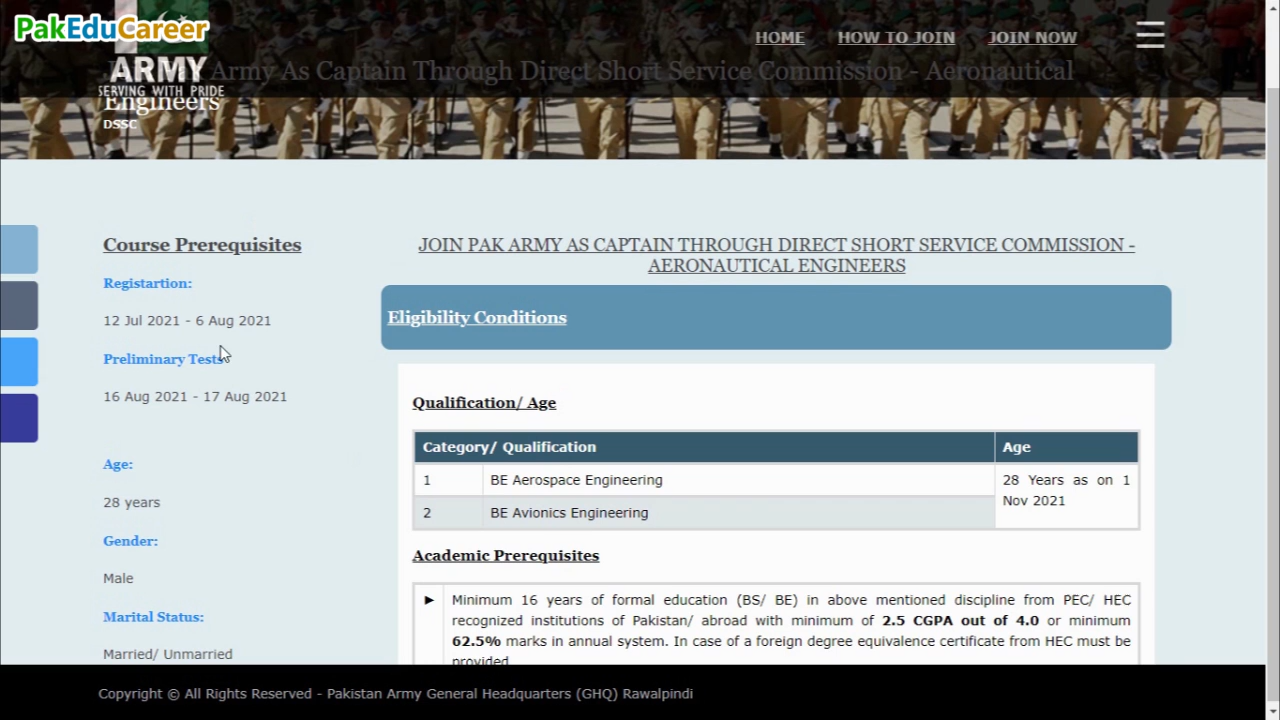 PakEduCareer
HOME
HOW TO JOIN
JOIN NOW
Army As Captain Through Direct Short Service Commission - Aeronautical
ARMY
SERVING WITH PRIDE
Engineers
DSSC
Course Prerequisites
Registartion:
12 Jul 2021 - 6 Aug 2021
Preliminary Tests
16 Aug 2021 - 17 Aug 2021
Age:
28 years
Gender:
Male
Marital Status:
Married/ Unmarried
JOIN PAK ARMY AS CAPTAIN THROUGH DIRECT SHORT SERVICE COMMISSION -
AERONAUTICAL ENGINEERS
Eligibility Conditions
Qualification/ Age
Category/ Qualification Age
1 BE Aerospace Engineering 28 Years as on 1
Nov 2021
2 BE Avionics Engineering
Academic Prerequisites
► Minimum 16 years of formal education (BS/ BE) in above mentioned discipline from PEC/ HEC
recognized institutions of Pakistan/ abroad with minimum of 2.5 CGPA out of 4.0 or minimum
62.5% marks in annual system. In case of a foreign degree equivalence certificate from HEC must be
provided
Copyright © All Rights Reserved - Pakistan Army General Headquarters (GHQ) Rawalpindi